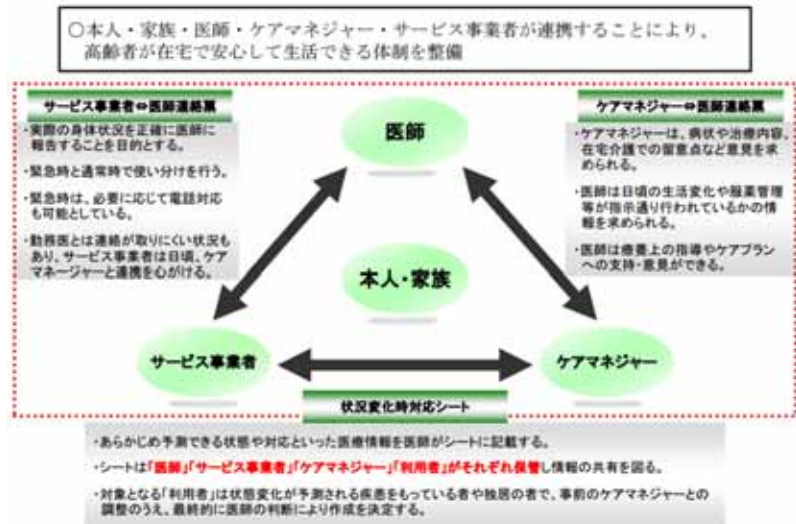 ○本人・家族・医師・ケアマネジャー・サービス事業者が連携することにより、
高齢者が在宅で安心して生活できる体制を整備
サービス事業者⇔医師連絡票
・実際の身体状況を正確に医師に
報告することを目的とする。
・緊急時と通常時で使い分けを行う。
・緊急時は、必要に応じて電話対応
も可能としている。
・勤務医とは連絡が取りにくい状況も
あり、サービス事業者は日頃、ケア
マネージャーと連携を心がける。
医師
ケアマネジャー⇔医師連絡票
・ケアマネジャーは、病状や治療内容、
在宅介護での留意点など意見を求
められる。
・医師は日頃の生活変化や服薬管理
等が指示通り行われているかの情
報を求められる。
・医師は療養上の指導やケアプラン
への支持・意見ができる。
本人・家族
サービス事業者
ケアマネジャー
状況変化時対応シート
・あらかじめ予測できる状態や対応といった医療情報を医師がシートに記載する。
・シートは「医師」「サービス事業者」「ケアマネジャー」「利用者」がそれぞれ保管し情報の共有を図る。
・対象となる「利用者」は状態変化が予測される疾患をもっている者や独居の者で、事前のケアマネジャーとの
調整のうえ、最終的に医師の判断により作成を決定する。